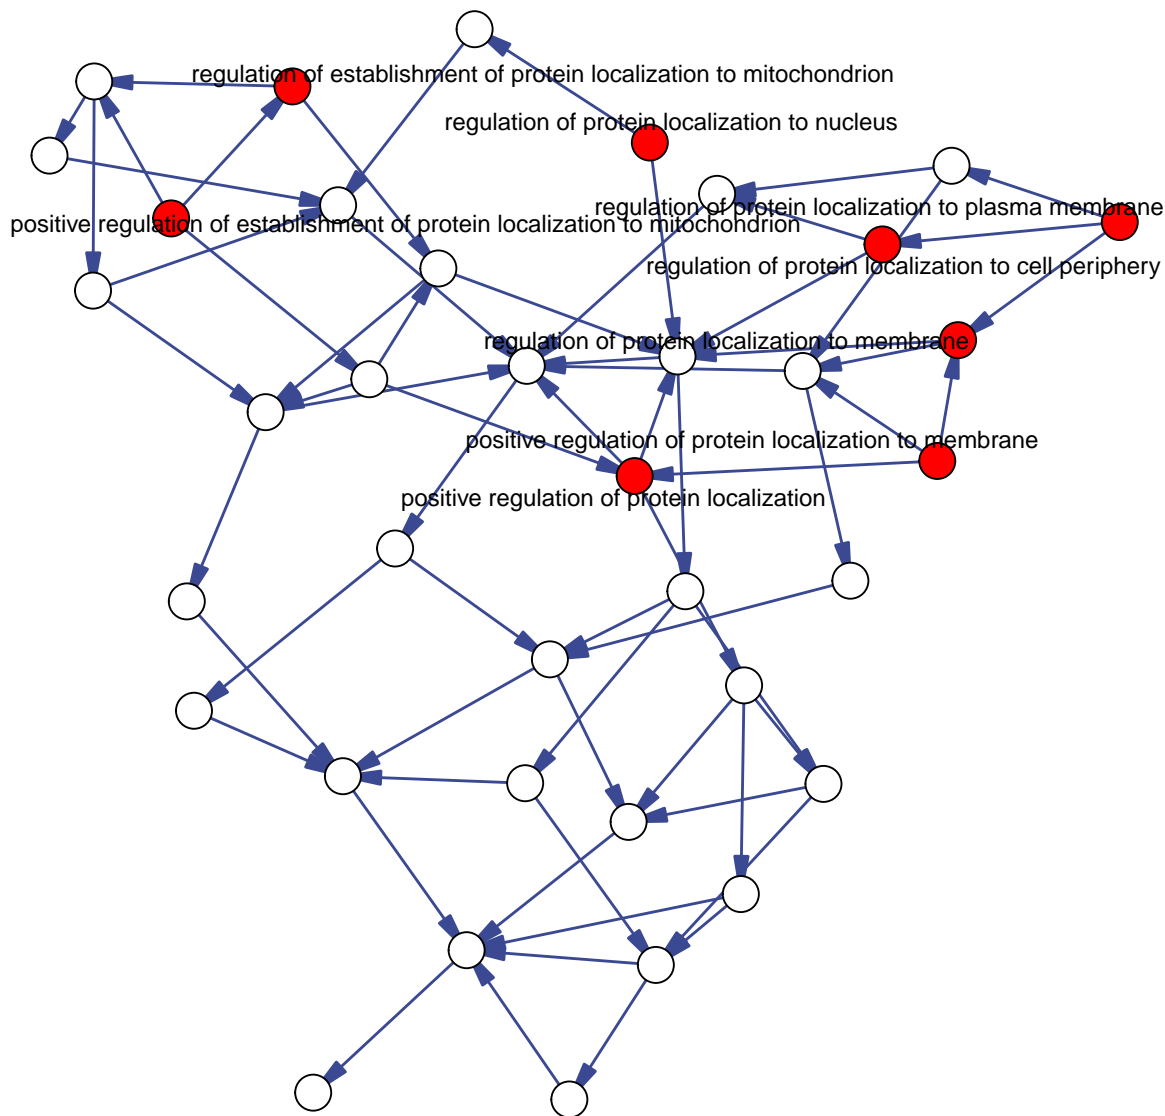 regulation of establishment of protein localization to mitochondrion
regulation of protein localization to nucleus
regulation of protein localization to plasma membrane
positive regulation of establishment of protein localization to mitochondrion
regulation of protein localization to cell periphery
regulation of protein localization to membrane
positive regulation of protein localization to membrane
positive regulation of protein localization